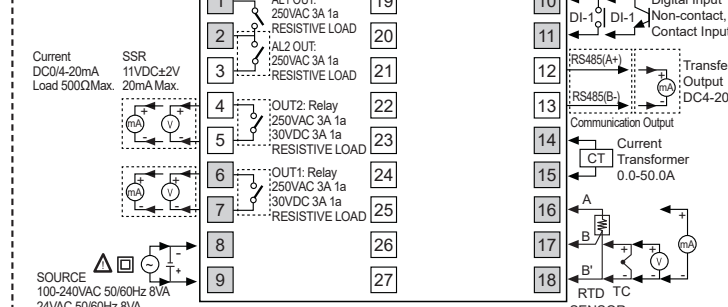 1
AL1 OUT:
250VAC 3A 1a
RESISTIVE LOAD
2
AL2 OUT:
250VAC 3A 1a
RESISTIVE LOAD
3
Current
DC0/4-20mA
Load 500ΩMax.
SSR
11VDC±2V
20mA Max.
mA
V
4
OUT2: Relay
250VAC 3A 1a
30VDC 3A 1a
RESISTIVE LOAD
5
mA
V
6
OUT1: Relay
250VAC 3A 1a
30VDC 3A 1a
RESISTIVE LOAD
7
8
9
SOURCE
100-240VAC 50/60Hz 8VA
24VAC 50/60Hz 8VA
19
20
21
22
23
24
25
26
27
10
11
DI-1
DI-1
Digital Input
Non-contact,
Contact Input
12
RS485(A+)
13
RS485(B-)
mA
Output
DC4-20
Communication Output
14
15
CT
Current
Transformer
0.0-50.0A
16
17
18
A
B
B'
RTD
TC
V
mA
SENSOR